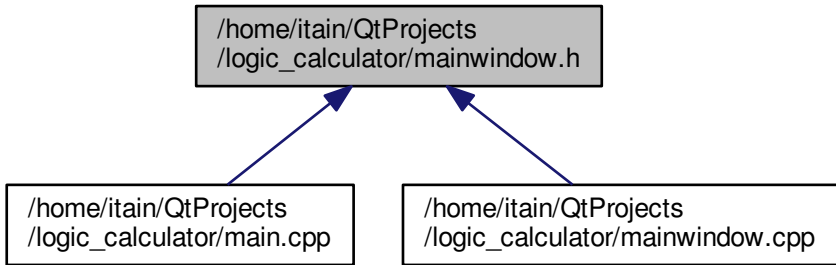 /home/itain/QtProjects
/logic_calculator/mainwindow.h
/home/itain/QtProjects
/logic_calculator/main.cpp
/home/itain/QtProjects
/logic_calculator/mainwindow.cpp